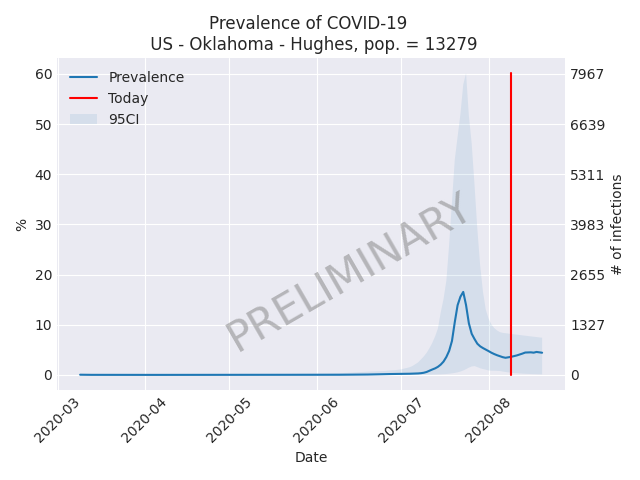 Prevalence of COVID-19
US - Oklahoma - Hughes, pop. = 13279
Prevalence
Today
95CI
60
50
40
30
20
10
0
%
7967
6639
5311
3983
2655
1327
0
# of infections
PRELIMINARY
2020-03
2020-04
2020-05
2020-06
2020-07
2020-08
Date